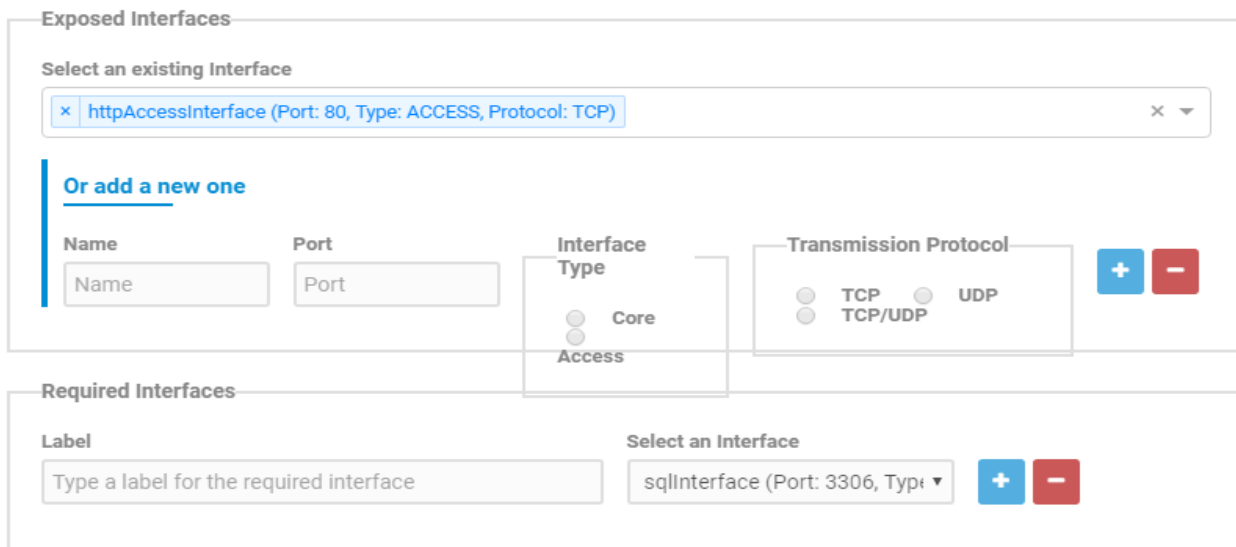 Exposed Interfaces
Select an existing Interface
× httpAccessInterface (Port: 80, Type: ACCESS, Protocol: TCP) ×
Or add a new one
Name Port Interface Type Transmission Protocol
Name Port
+ −
TCP UDP
TCP/UDP
Core
Access
Required Interfaces
Label Select an Interface
Type a label for the required interface sqlInterface (Port: 3306, Type + −